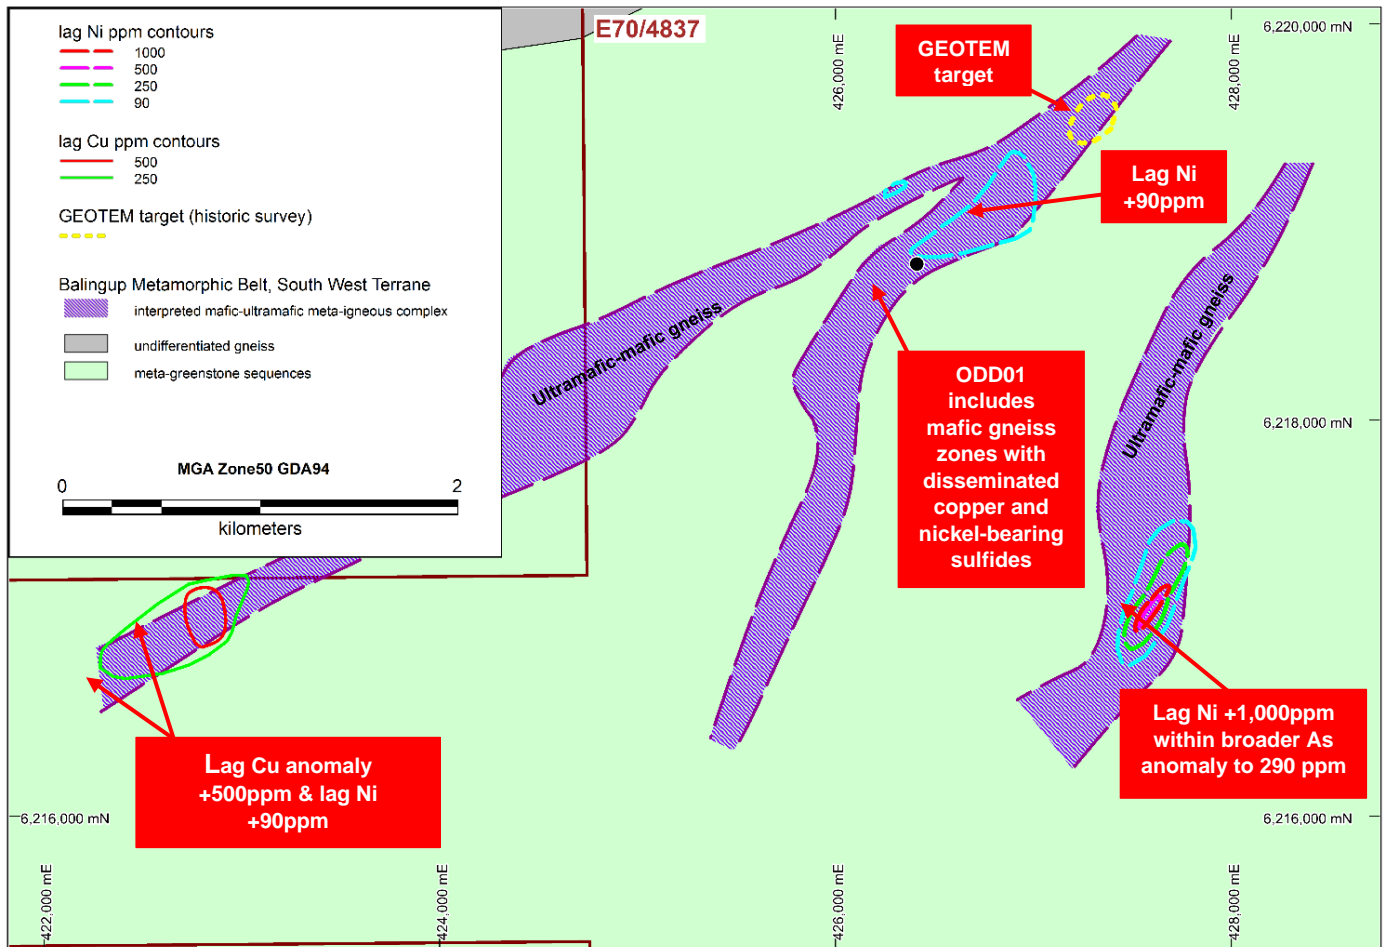 lag Ni ppm contours
1000
500
250
90
lag Cu ppm contours
500
250
GEOTEM target (historic survey)
Balingup Metamorphic Belt, South West Terrane
interpreted mafic-ultramafic meta-igneous complex
undifferentiated gneiss
meta-greenstone sequences
MGA Zone50 GDA94
0
2
kilometers
E70/4837
426,000 mE
428,000 mE
6,220,000 mN
GEOTEM
target
Lag Ni
+90ppm
Ultramafic-mafic gneiss
Ultramafic-mafic gneiss
ODD01
includes
mafic gneiss
zones with
disseminated
copper and
nickel-bearing
sulfides
6,218,000 mN
Lag Cu anomaly
+500ppm & lag Ni
+90ppm
Lag Ni +1,000ppm
within broader As
anomaly to 290 ppm
6,216,000 mN
6,216,000 mN
422,000 mE
424,000 mE
426,000 mE
428,000 mE